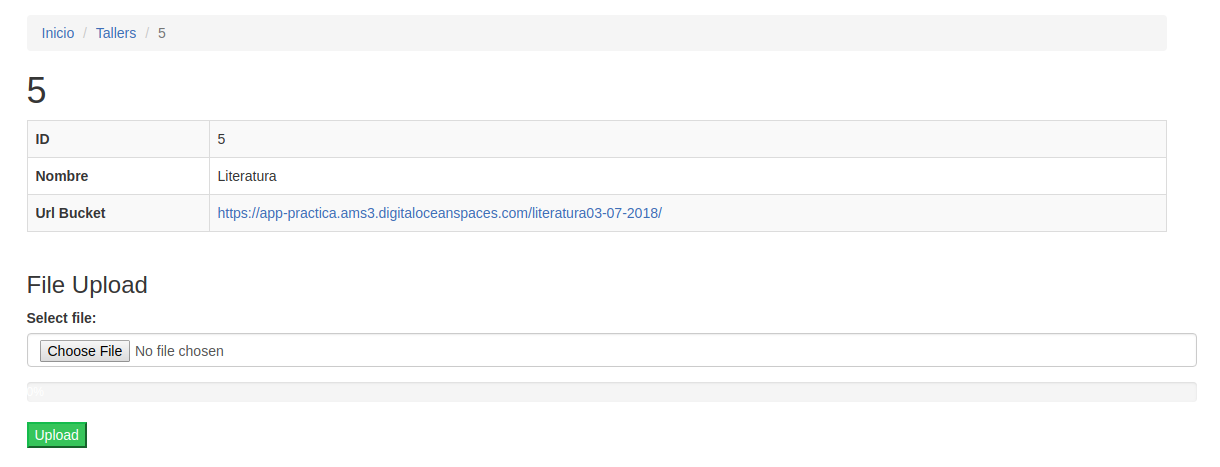 Inicio / Tallers / 5
5
ID 5
Nombre Literatura
Url Bucket https://app-practica.ams3.digitaloceanspaces.com/literatura03-07-2018/
File Upload
Select file:
Choose File No file chosen
0%
Upload